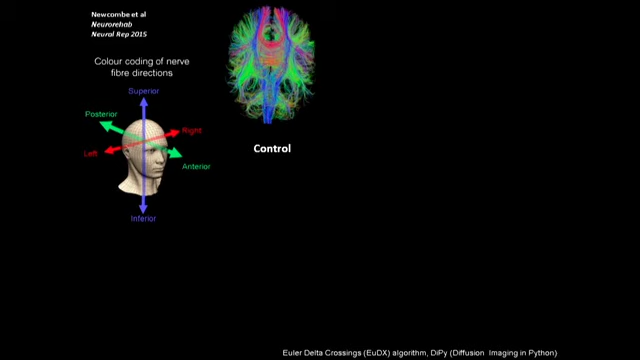 Newcombe et al
Neurorehab
Neural Rep 2015
Colour coding of nerve
fibre directions
Superior
Posterior
Right
Left
Anterior
Inferior
Control
Euler Delta Crossings (EuDX) algorithm, DiPy (Diffusion Imaging in Python)